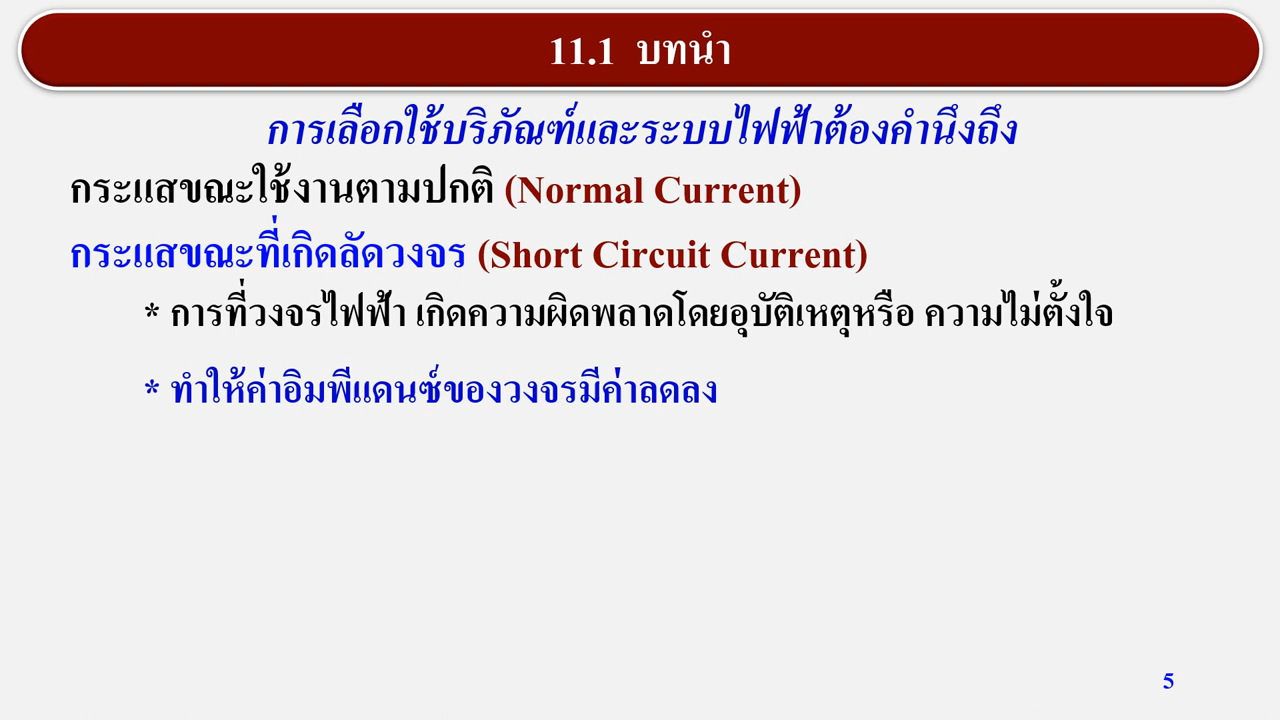 11.1 บทนำ
การเลือกใช้บริภัณฑ์และระบบไฟฟ้าต้องคำนึงถึง
กระแสขณะใช้งานตามปกติ (Normal Current)
กระแสขณะที่เกิดลัดวงจร (Short Circuit Current)
* การที่วงจรไฟฟ้า เกิดความผิดพลาดโดยอุบัติเหตุหรือ ความไม่ตั้งใจ
* ทำให้ค่าอิมพีแดนซ์ของวงจรมีค่าลดลง
5